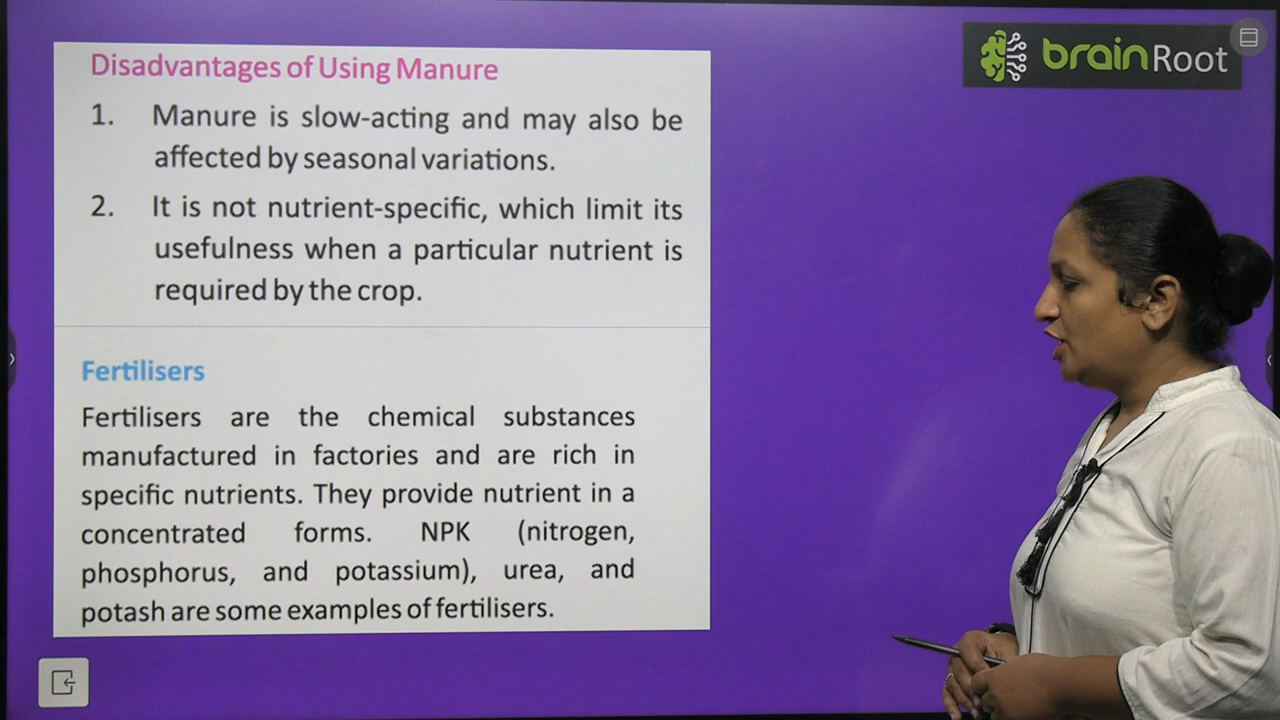 Disadvantages of Using Manure
1. Manure is slow-acting and may also be
affected by seasonal variations.
2. It is not nutrient-specific, which limit its
usefulness when a particular nutrient is
required by the crop.
Fertilisers
Fertilisers are the chemical substances
manufactured in factories and are rich in
specific nutrients. They provide nutrient in a
concentrated forms. NPK (nitrogen,
phosphorus, and potassium), urea, and
potash are some examples of fertilisers.
brainRoot